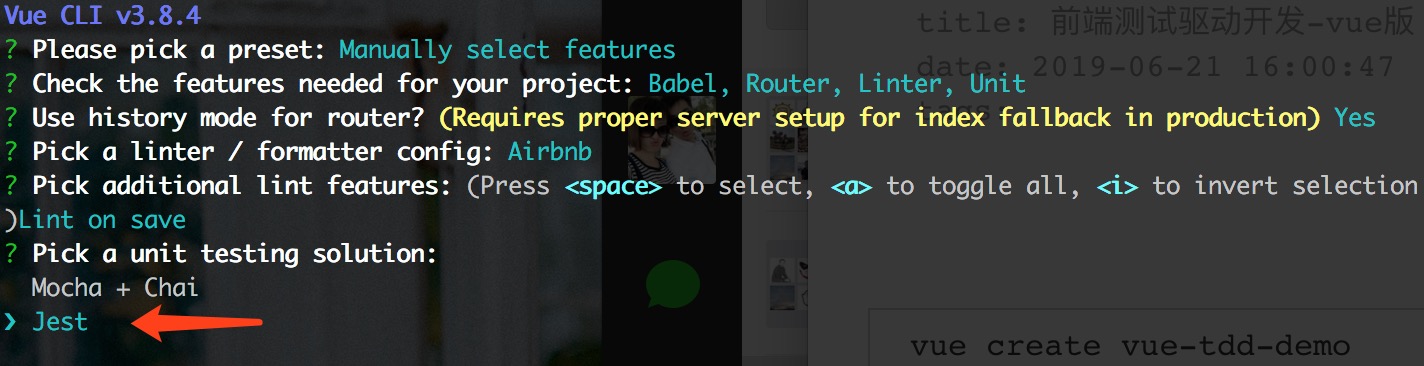 Vue CLI v3.8.4
? Please pick a preset: Manually select features
? Check the features needed for your project: Babel, Router, Linter, Unit
? Use history mode for router? (Requires proper server setup for index fallback in production) Yes
? Pick a linter / formatter config: Airbnb
? Pick additional lint features: (Press <space> to select, <a> to toggle all, <i> to invert selection
)Lint on save
? Pick a unit testing solution:
Mocha + Chai
❯ Jest
title: 前端测试驱动开发-vue版
date: 2019-06-21 16:00:47
tags:
vue create vue-tdd-demo